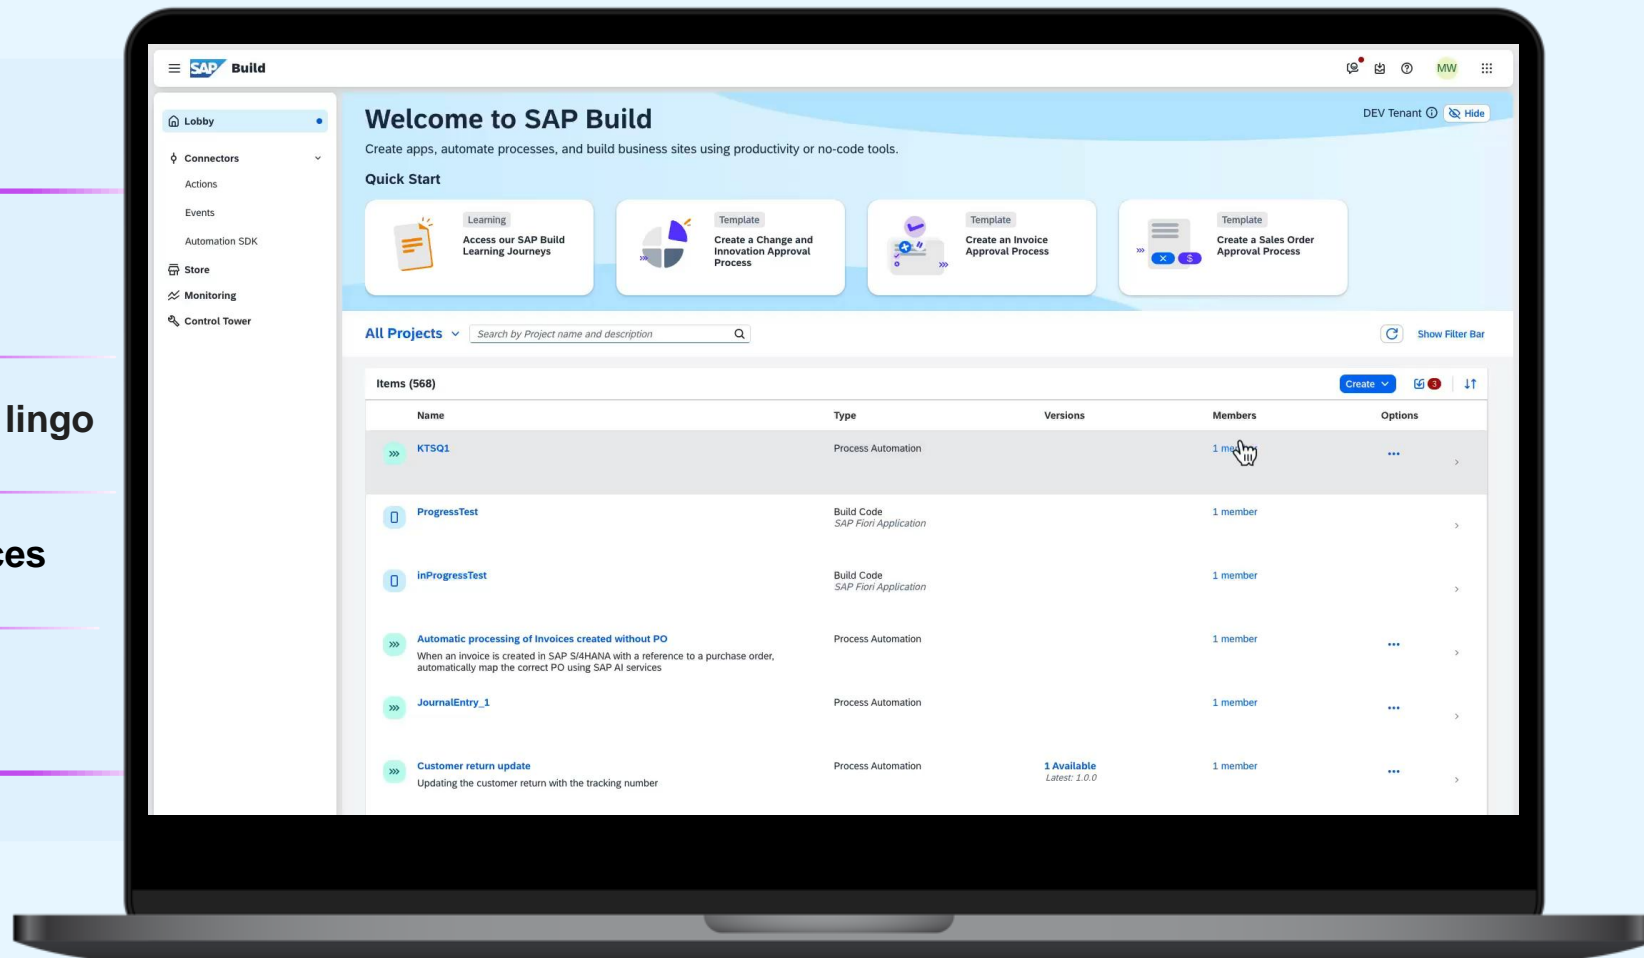 SAP Build
MW
Lobby
Connectors
Actions
Events
Automation SDK
Store
Monitoring
Control Tower
Welcome to SAP Build
DEV Tenant
Hide
Create apps, automate processes, and build business sites using productivity or no-code tools.
Quick Start
Learning
Access our SAP Build
Learning Journeys
Template
Create a Change and
Innovation Approval
Process
Template
Create an Invoice
Approval Process
Template
Create a Sales Order
Approval Process
All Projects
Search by Project name and description
Show Filter Bar
Items (568)
Create
3
Name Type Versions Members Options
KTSQ1 Process Automation 1
ProgressTest Build Code 1 member
SAP Fiori Application
inProgressTest Build Code 1 member
SAP Fiori Application
Automatic processing of Invoices created without PO Process Automation 1 member
When an invoice is created in SAP S/4HANA with a reference to a purchase order,
automatically map the correct PO using SAP AI services
JournalEntry_1 Process Automation 1 member
Customer return update Process Automation 1 Available 1 member
Updating the customer return with the tracking number Latest: 1.0.0
lingo